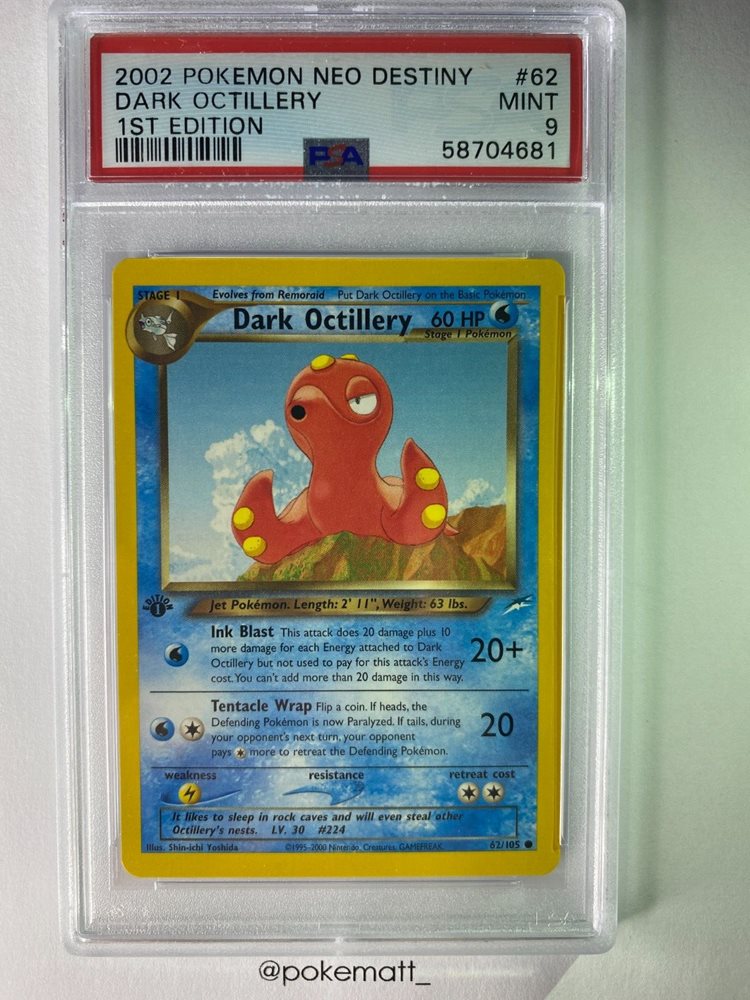 2002 POKEMON NEO DESTINY #62
DARK OCTILLERY MINT
1ST EDITION 9
PSA 58704681
STAGE 1 Evolves from Remoraid Put Dark Octillery on the Basic Pokémon
Dark Octillery 60 HP
Stage 1 Pokémon
EDITION
1
Jet Pokémon. Length: 2' 11", Weight: 63 lbs.
Ink Blast This attack does 20 damage plus 10
more damage for each Energy attached to Dark
Octillery but not used to pay for this attack's Energy
cost. You can't add more than 20 damage in this way.
20+
Tentacle Wrap Flip a coin. If heads, the
Defending Pokémon is now Paralyzed. If tails, during
your opponent's next turn, your opponent
pays more to retreat the Defending Pokémon.
20
weakness resistance retreat cost
It likes to sleep in rock caves and will even steal other
Octillery's nests. LV. 30 #224
Illus. Shin-ichi Yoshida ©1995-2000 Nintendo, Creatures, GAMEFREAK. 62/105
@pokematt_